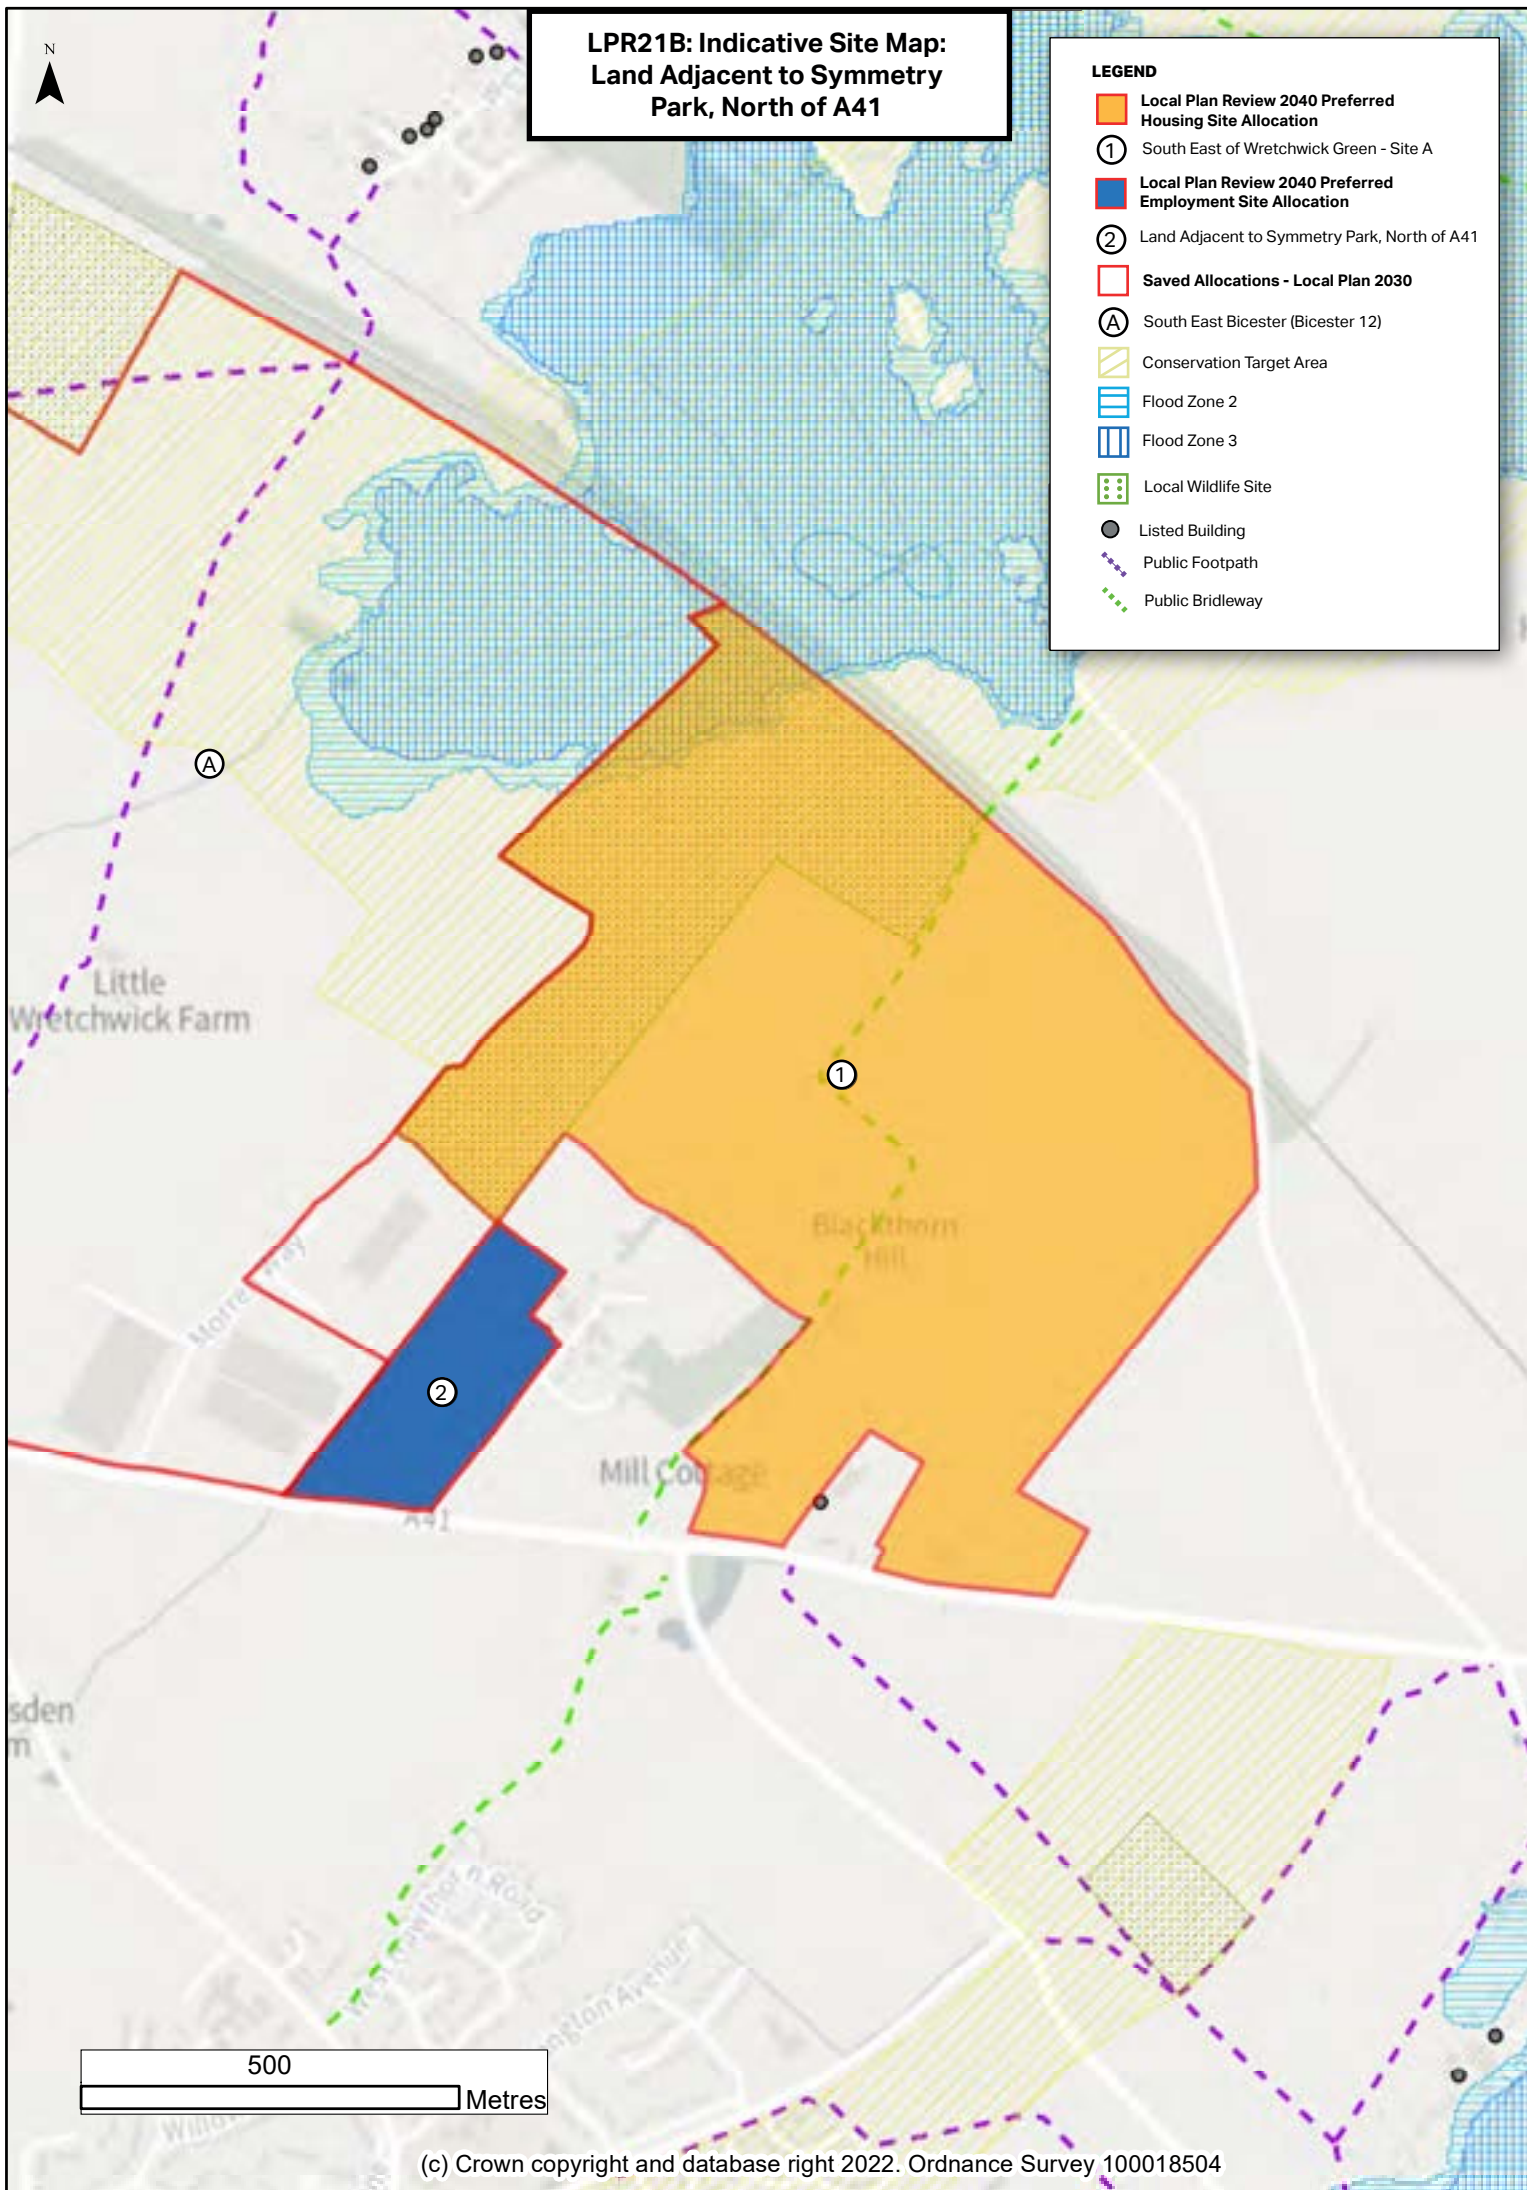 N
LPR21B: Indicative Site Map:
Land Adjacent to Symmetry
Park, North of A41
LEGEND
Local Plan Review 2040 Preferred
Housing Site Allocation
1 South East of Wretchwick Green - Site A
Local Plan Review 2040 Preferred
Employment Site Allocation
2 Land Adjacent to Symmetry Park, North of A41
Saved Allocations - Local Plan 2030
A South East Bicester (Bicester 12)
Conservation Target Area
Flood Zone 2
Flood Zone 3
Local Wildlife Site
Listed Building
Public Footpath
Public Bridleway
A
Little
Wretchwick Farm
1
Blackthorn
Hill
2
Mill Cottage
A41
sden
m
Road
ington Avenue
500
Metres
(c) Crown copyright and database right 2022. Ordnance Survey 100018504